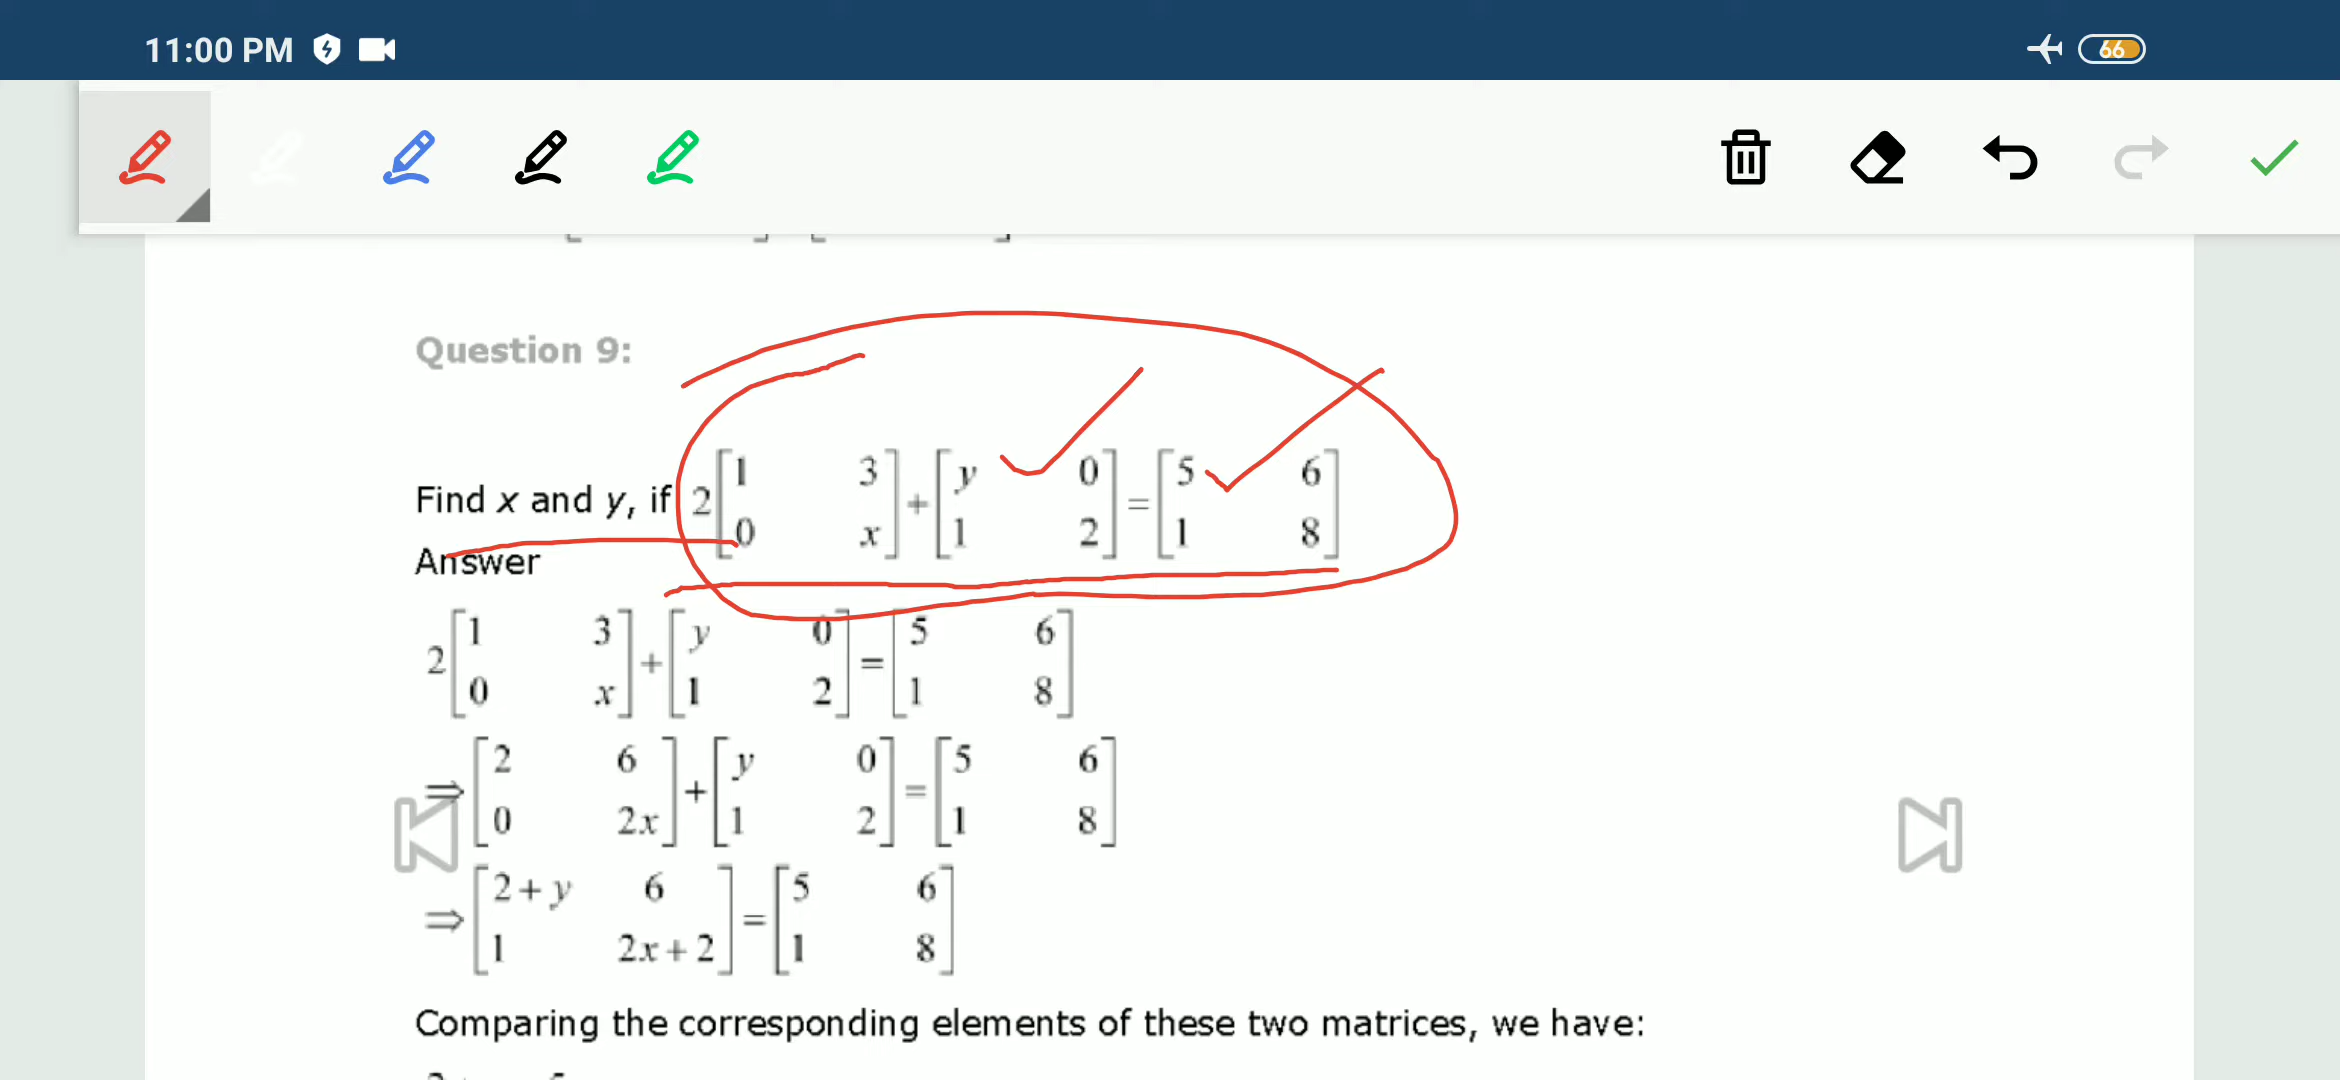 11:00 PM 66
Question 9:
Find x and y, if 2[1 3; 0 x] + [y 0; 1 2] = [5 6; 1 8]
Answer
2[1 3; 0 x] + [y 0; 1 2] = [5 6; 1 8]
⇒ [2 6; 0 2x] + [y 0; 1 2] = [5 6; 1 8]
⇒ [2+y 6; 1 2x+2] = [5 6; 1 8]
Comparing the corresponding elements of these two matrices, we have: